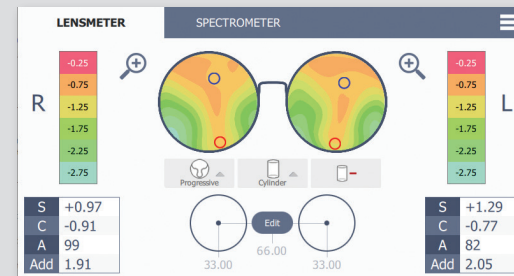 LENSMETER
SPECTROMETER
R
-0.25
-0.75
-1.25
-1.75
-2.25
-2.75
-0.25
-0.75
-1.25
-1.75
-2.25
-2.75
L
Progressive
Cylinder
S +0.97
C -0.91
A 99
Add 1.91
Edit
66.00
33.00
33.00
S +1.29
C -0.77
A 82
Add 2.05